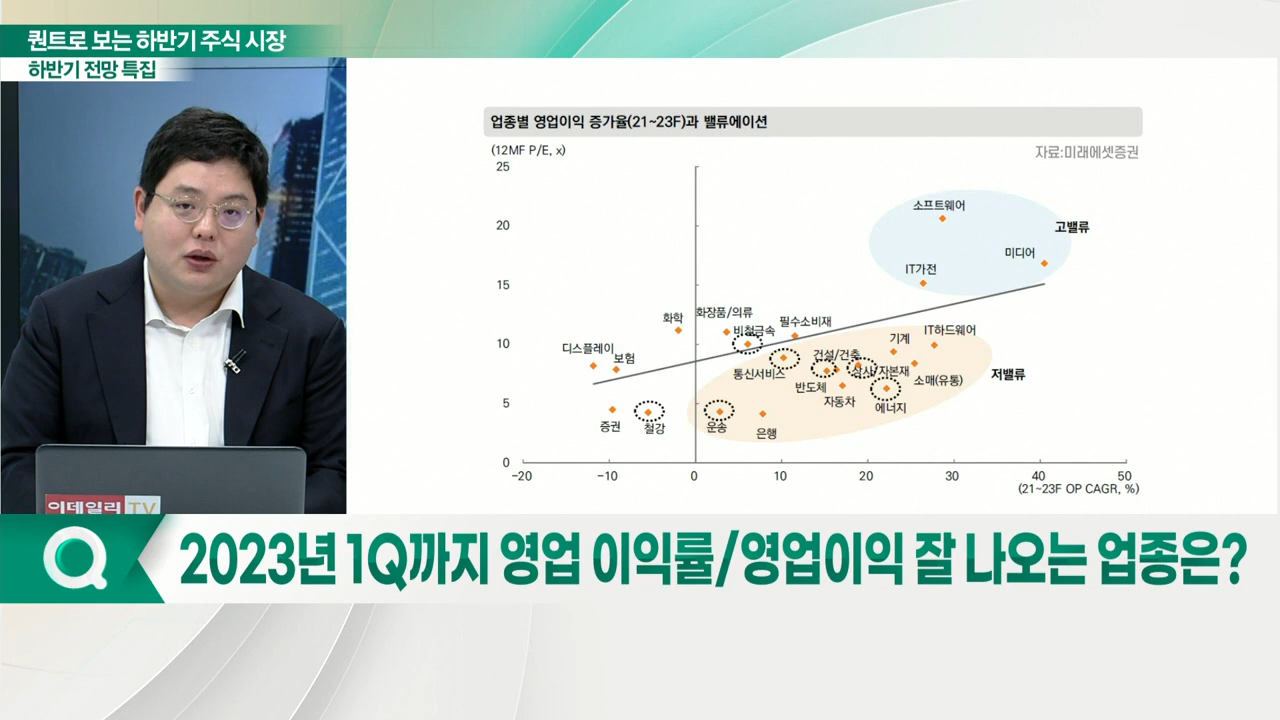 퀀트로 보는 하반기 주식 시장
하반기 전망 특집
업종별 영업이익 증가율(21~23F)과 밸류에이션
(12MF P/E, x)
자료:미래에셋증권
25
20
15
10
5
0
소프트웨어
고밸류
미디어
IT가전
화학
화장품/의류
비철금속
필수소비재
기계
IT하드웨어
디스플레이
보험
건설/건축
통신서비스
상사/자본재
저밸류
반도체
소매(유통)
자동차
에너지
증권
철강
운송
은행
-20
-10
0
10
20
30
40
50
(21~23F OP CAGR, %)
이데일리 TV
2023년 1Q까지 영업 이익률/영업이익 잘 나오는 업종은?